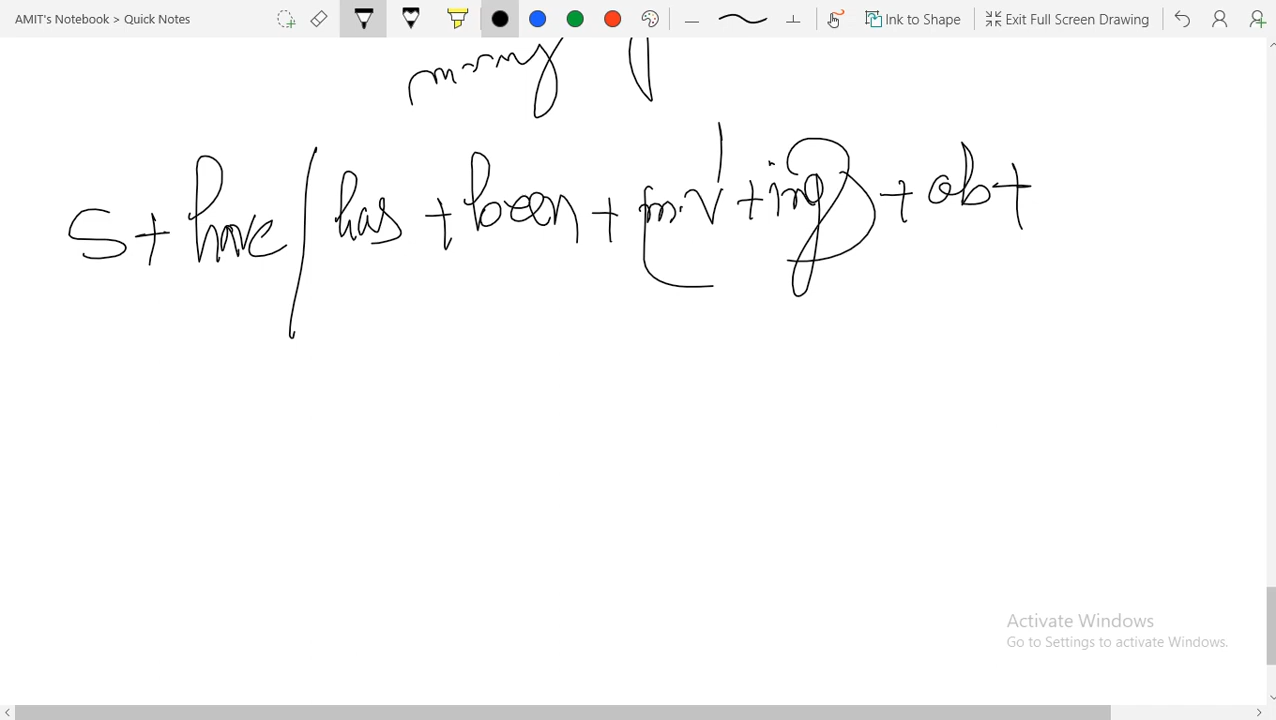 AMIT's Notebook > Quick Notes
Ink to Shape
Exit Full Screen Drawing
S + have / has + been + m.v + ing + ob +
Activate Windows
Go to Settings to activate Windows.